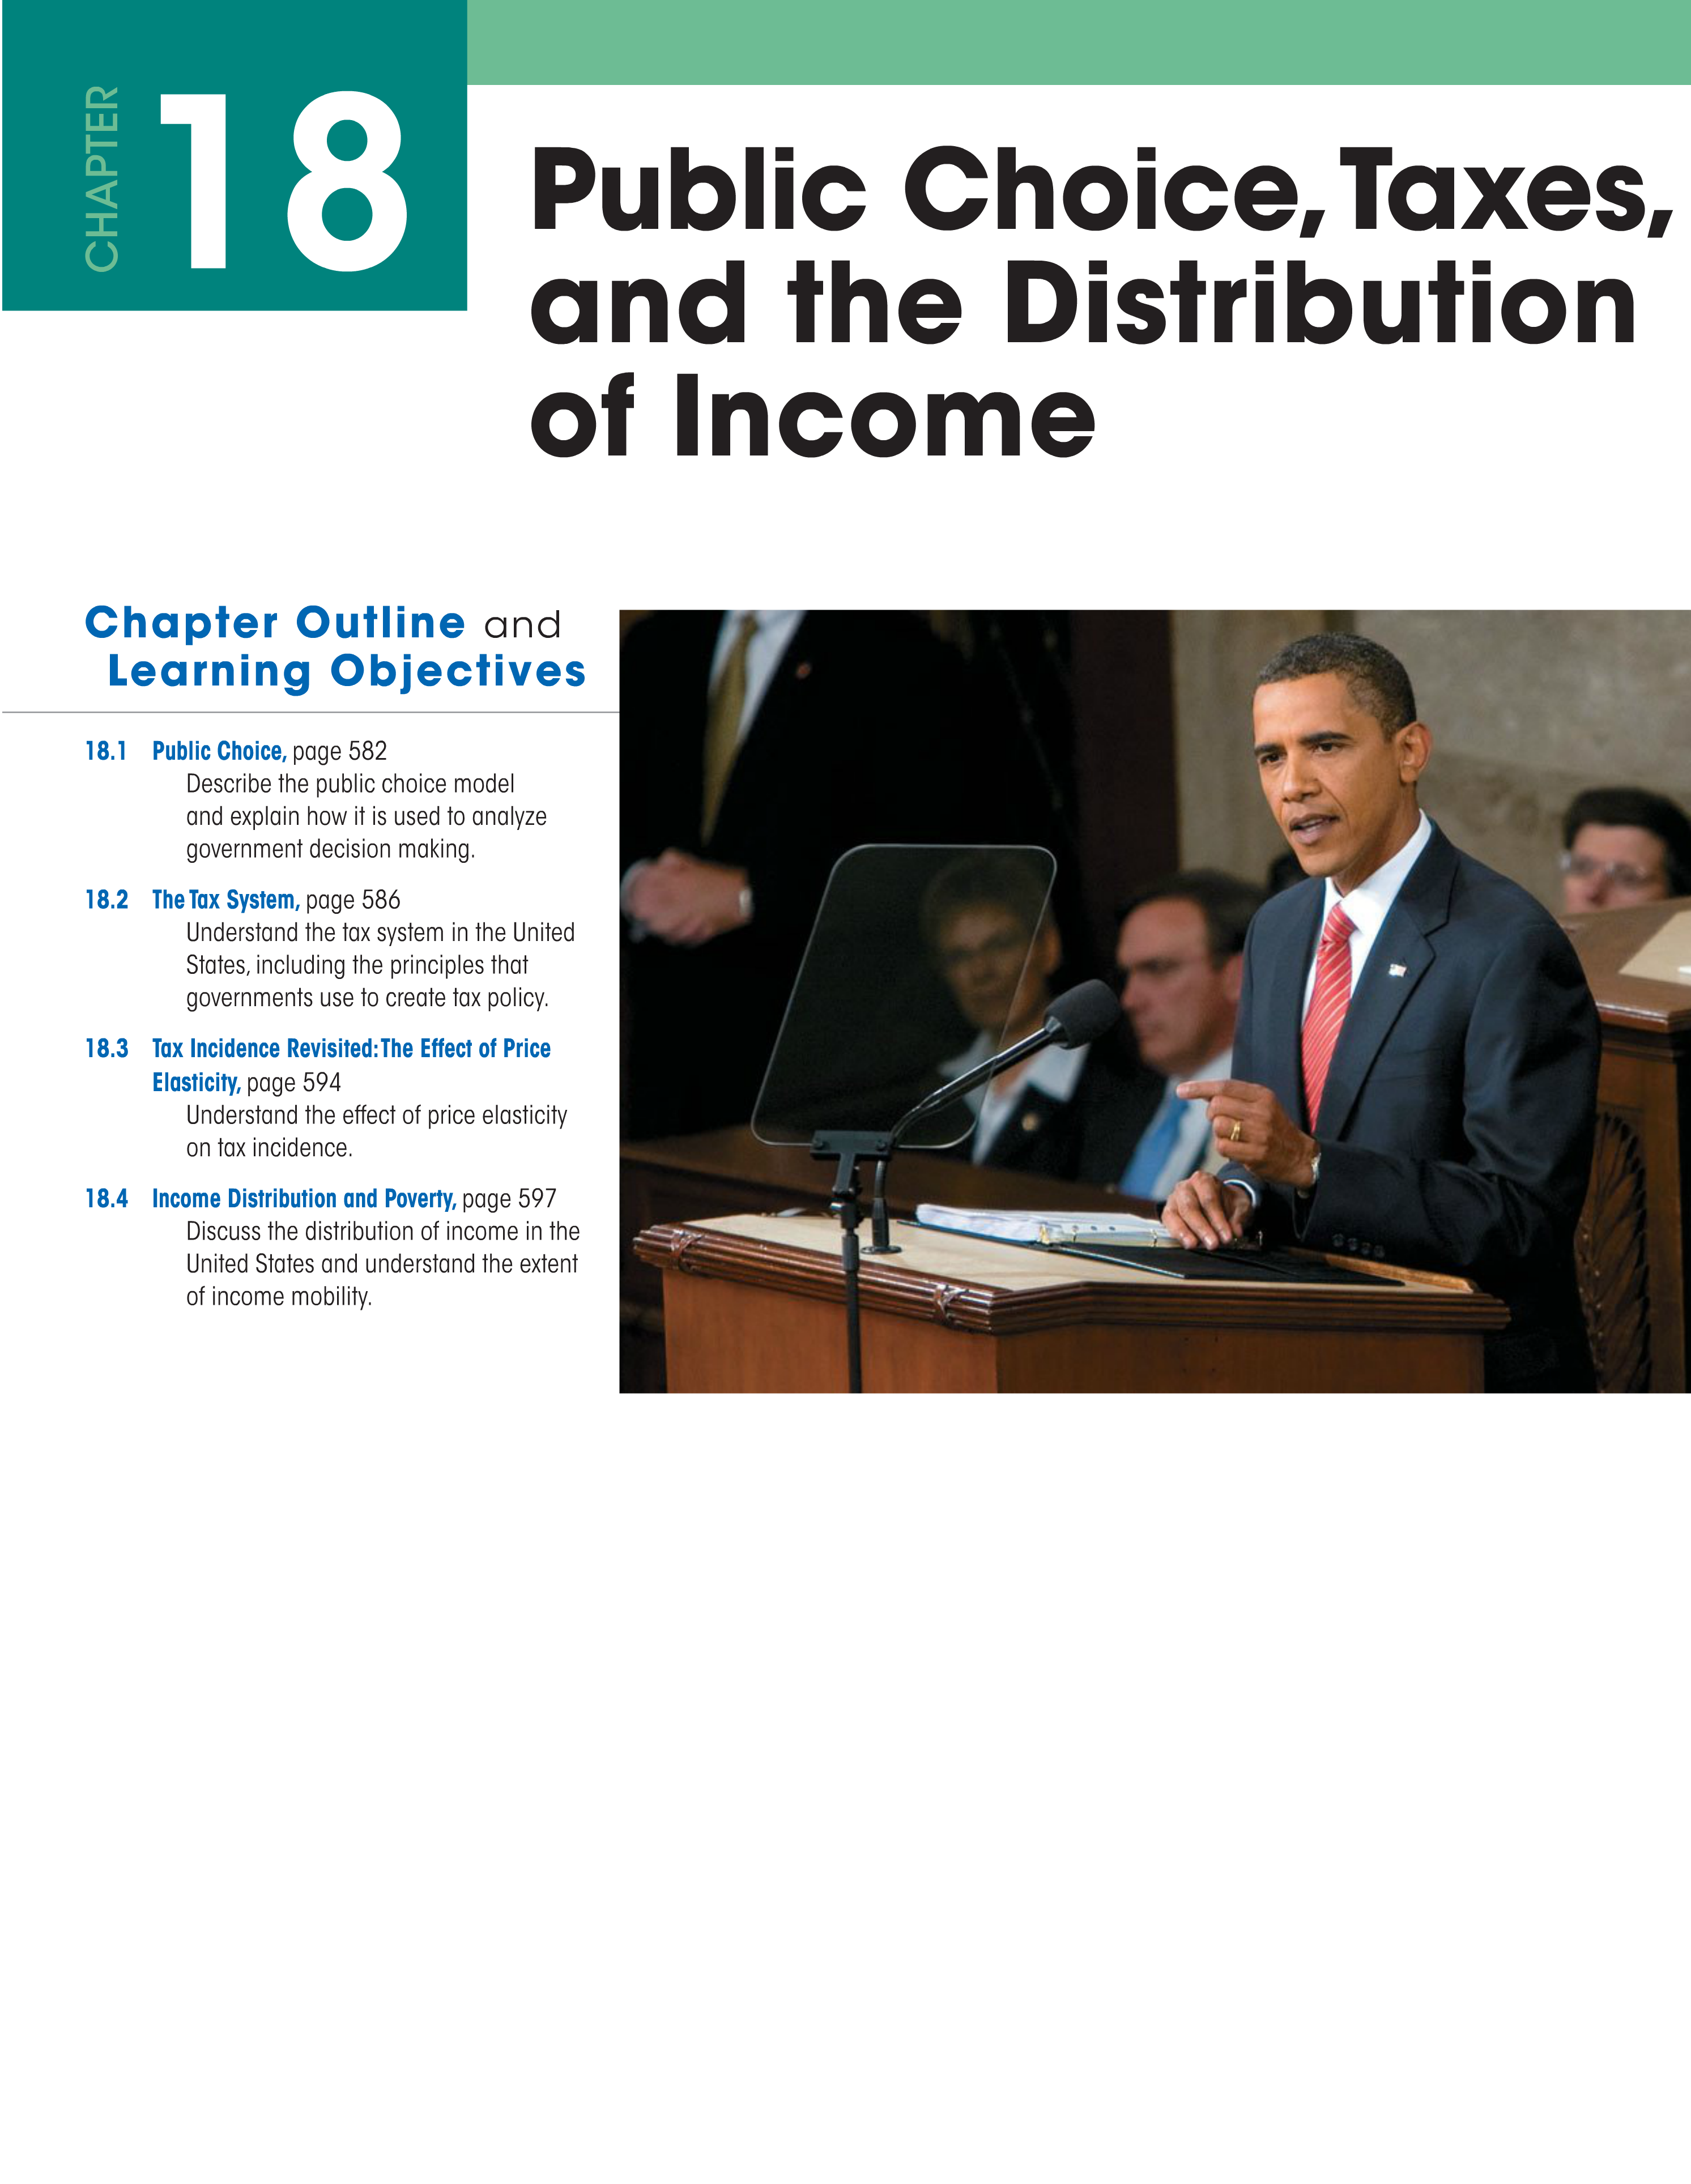 CHAPTER
18
Public Choice, Taxes,
and the Distribution
of Income
Chapter Outline and
Learning Objectives
18.1 Public Choice, page 582
Describe the public choice model
and explain how it is used to analyze
government decision making.
18.2 The Tax System, page 586
Understand the tax system in the United
States, including the principles that
governments use to create tax policy.
18.3 Tax Incidence Revisited: The Effect of Price
Elasticity, page 594
Understand the effect of price elasticity
on tax incidence.
18.4 Income Distribution and Poverty, page 597
Discuss the distribution of income in the
United States and understand the extent
of income mobility.